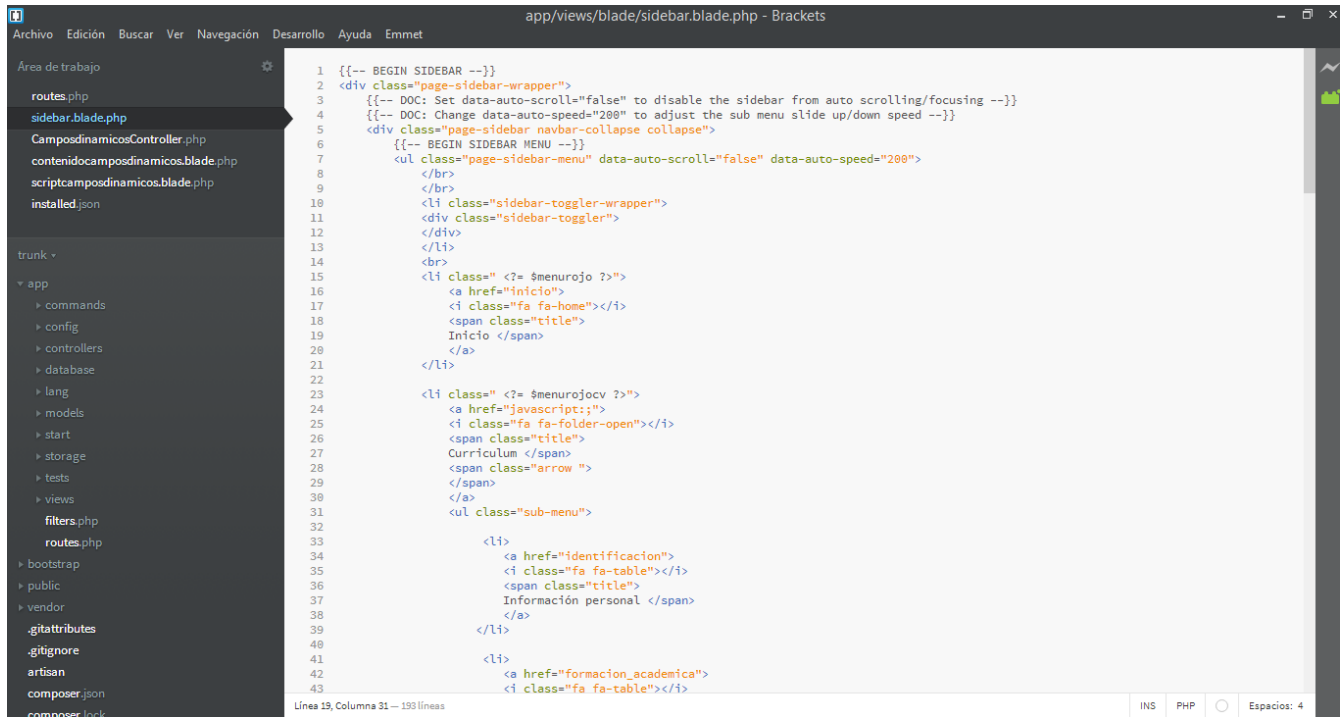 app/views/blade/sidebar.blade.php - Brackets
Archivo Edición Buscar Ver Navegación Desarrollo Ayuda Emmet
Área de trabajo
routes.php
sidebar.blade.php
CamposdinamicosController.php
contenidocamposdinamicos.blade.php
scriptcamposdinamicos.blade.php
installed.json
trunk
app
commands
config
controllers
database
lang
models
start
storage
tests
views
filters.php
routes.php
bootstrap
public
vendor
.gitattributes
.gitignore
artisan
composer.json
composer.lock
1 {{-- BEGIN SIDEBAR --}}
2 <div class="page-sidebar-wrapper">
3 {{-- DOC: Set data-auto-scroll="false" to disable the sidebar from auto scrolling/focusing --}}
4 {{-- DOC: Change data-auto-speed="200" to adjust the sub menu slide up/down speed --}}
5 <div class="page-sidebar navbar-collapse collapse">
6 {{-- BEGIN SIDEBAR MENU --}}
7 <ul class="page-sidebar-menu" data-auto-scroll="false" data-auto-speed="200">
8 </br>
9 </br>
10 <li class="sidebar-toggler-wrapper">
11 <div class="sidebar-toggler">
12 </div>
13 </li>
14 <br>
15 <li class=" <?= $menurojo ?>">
16 <a href="inicio">
17 <i class="fa fa-home"></i>
18 <span class="title">
19 Inicio </span>
20 </a>
21 </li>
22
23 <li class=" <?= $menurojocv ?>">
24 <a href="javascript:;">
25 <i class="fa fa-folder-open"></i>
26 <span class="title">
27 Curriculum </span>
28 <span class="arrow ">
29 </span>
30 </a>
31 <ul class="sub-menu">
32
33 <li>
34 <a href="identificacion">
35 <i class="fa fa-table"></i>
36 <span class="title">
37 Información personal </span>
38 </a>
39 </li>
40
41 <li>
42 <a href="formacion_academica">
43 <i class="fa fa-table"></i>
Línea 19, Columna 31 — 193 líneas
INS PHP Espacios: 4